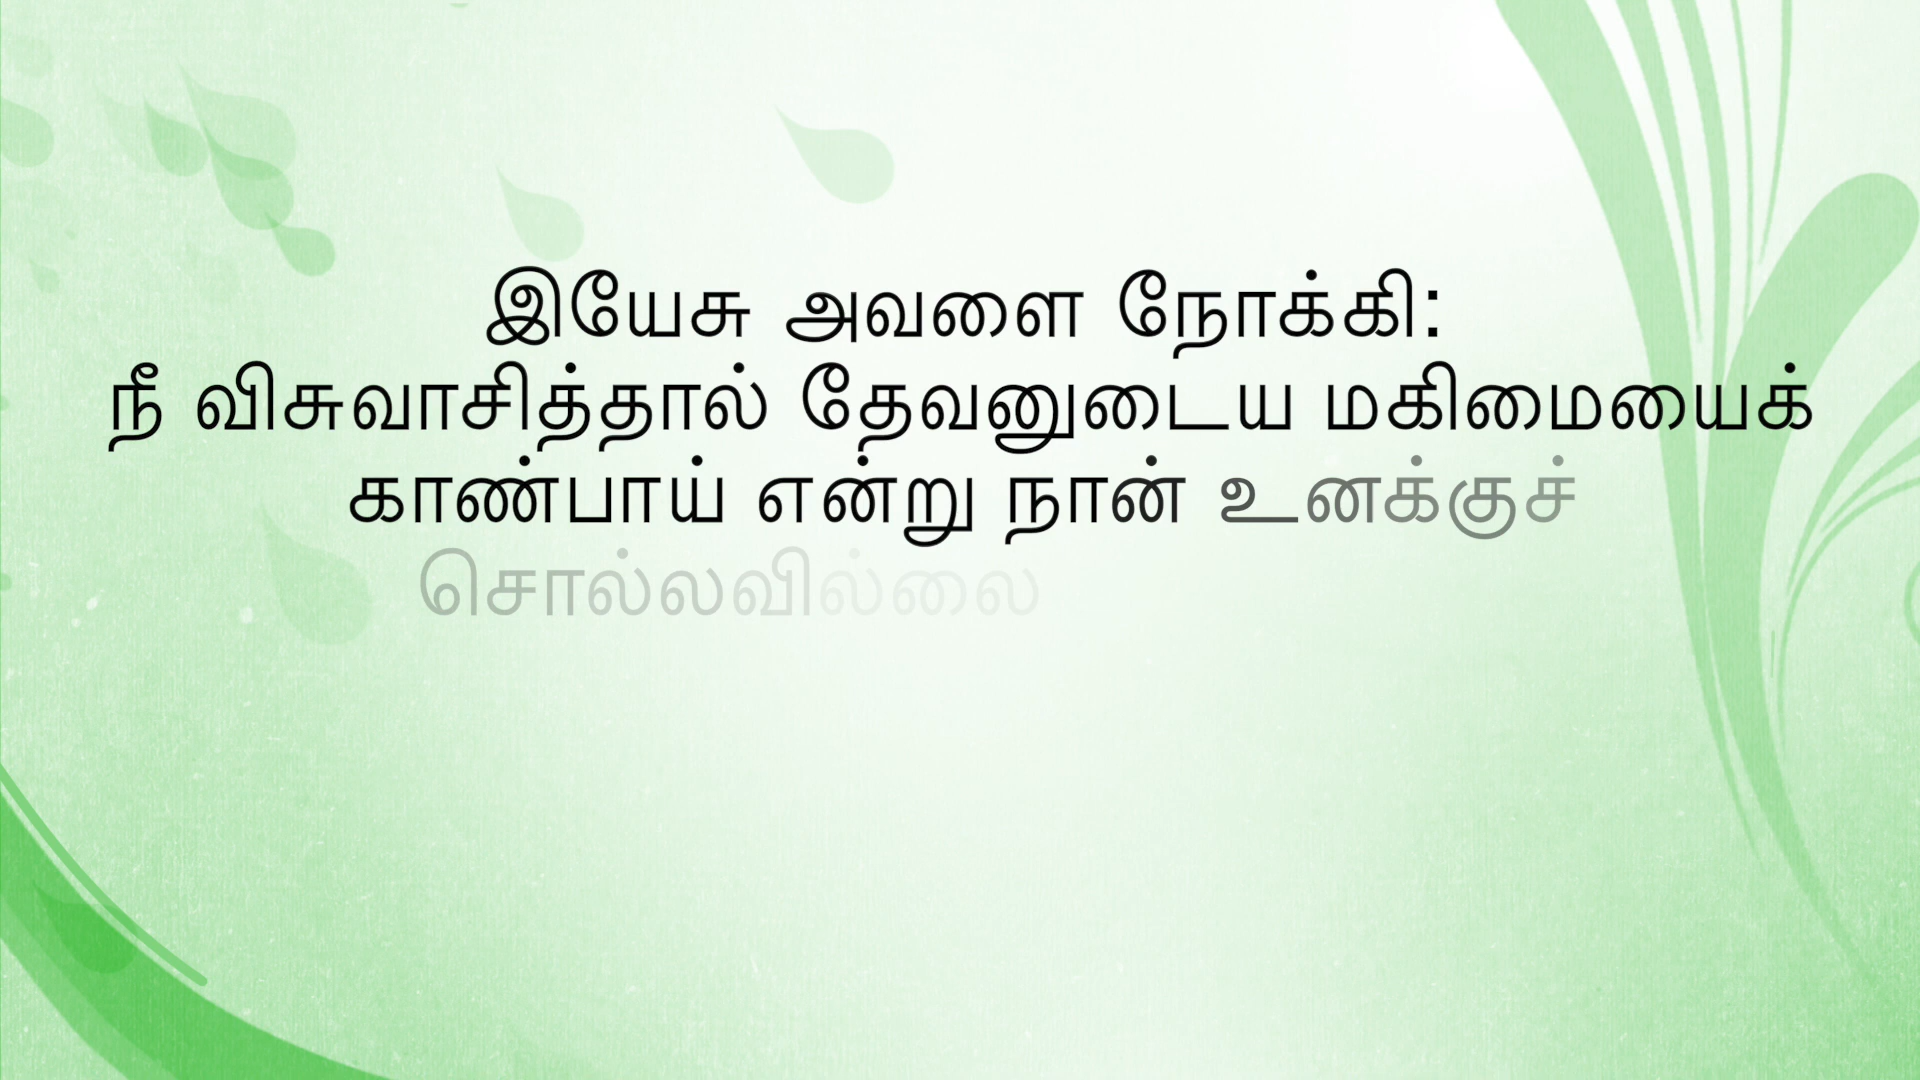 இயேசு அவளை நோக்கி:
நீ விசுவாசித்தால் தேவனுடைய மகிமையைக்
காண்பாய் என்று நான் உனக்குச்
சொல்லவில்லை